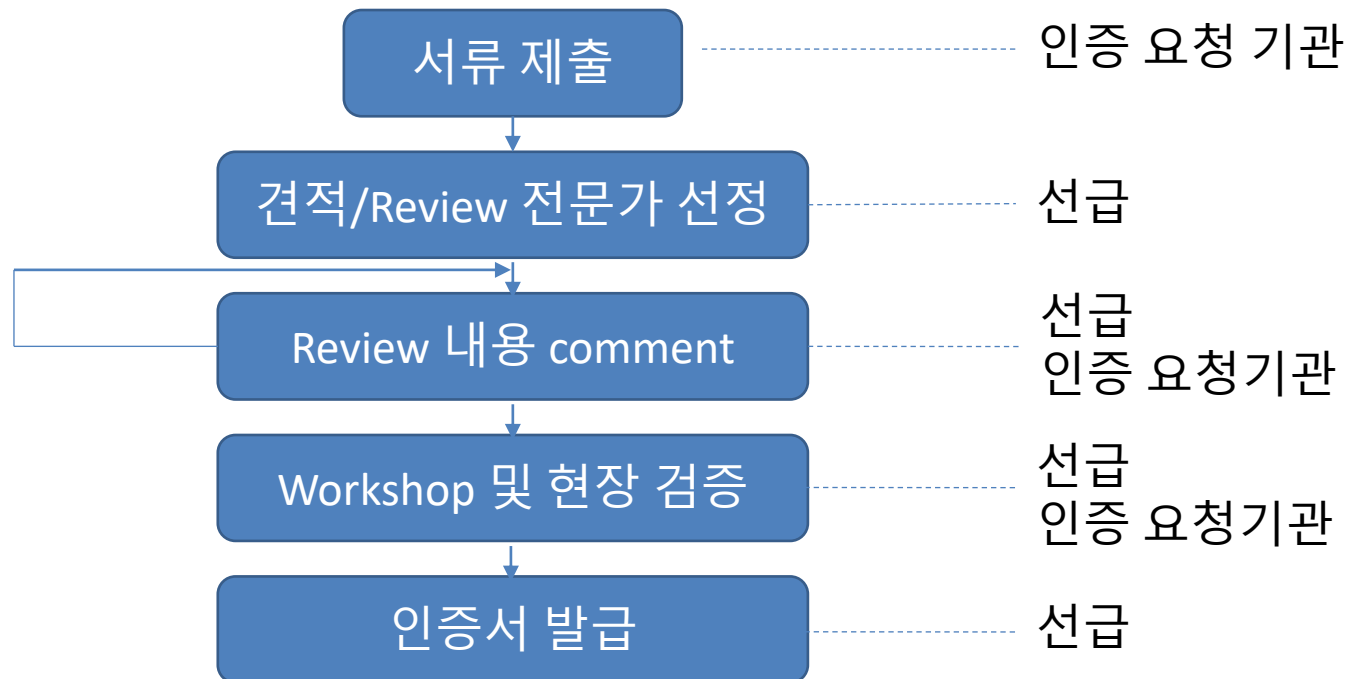 서류 제출
인증 요청 기관
견적/Review 전문가 선정
선급
Review 내용 comment
선급
인증 요청기관
Workshop 및 현장 검증
선급
인증 요청기관
인증서 발급
선급